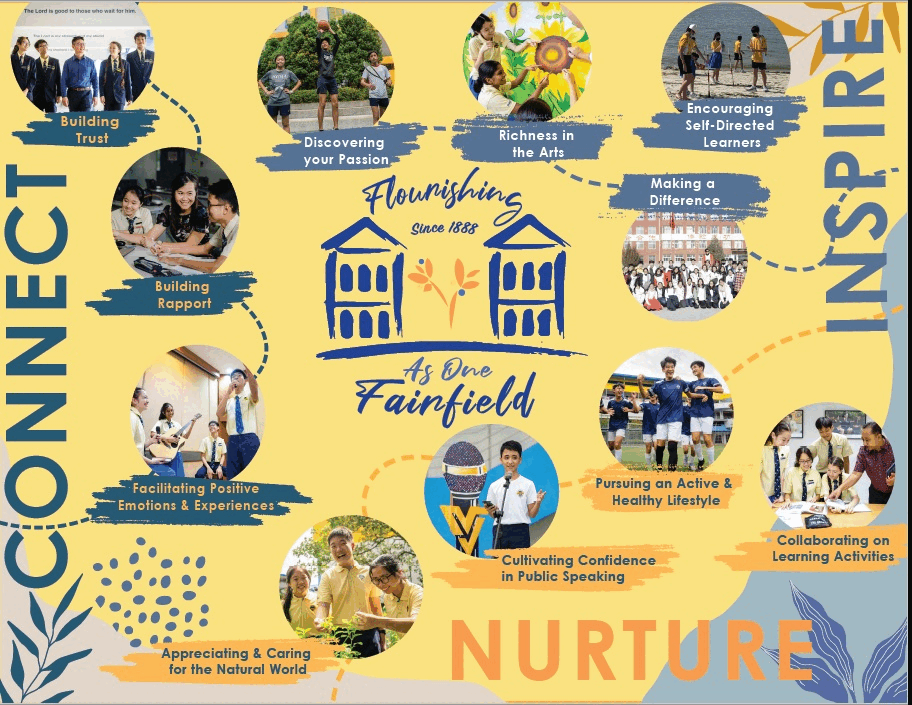 The Lord is good to those who wait for him.
Building
Trust
Discovering
your Passion
Richness in
the Arts
Encouraging
Self-Directed
Learners
INSPIRE
CONNECT
Building
Rapport
Flourishing
Since 1888
As One
Fairfield
Making a
Difference
Facilitating Positive
Emotions & Experiences
Pursuing an Active &
Healthy Lifestyle
Cultivating Confidence
in Public Speaking
Collaborating on
Learning Activities
Appreciating & Caring
for the Natural World
NURTURE